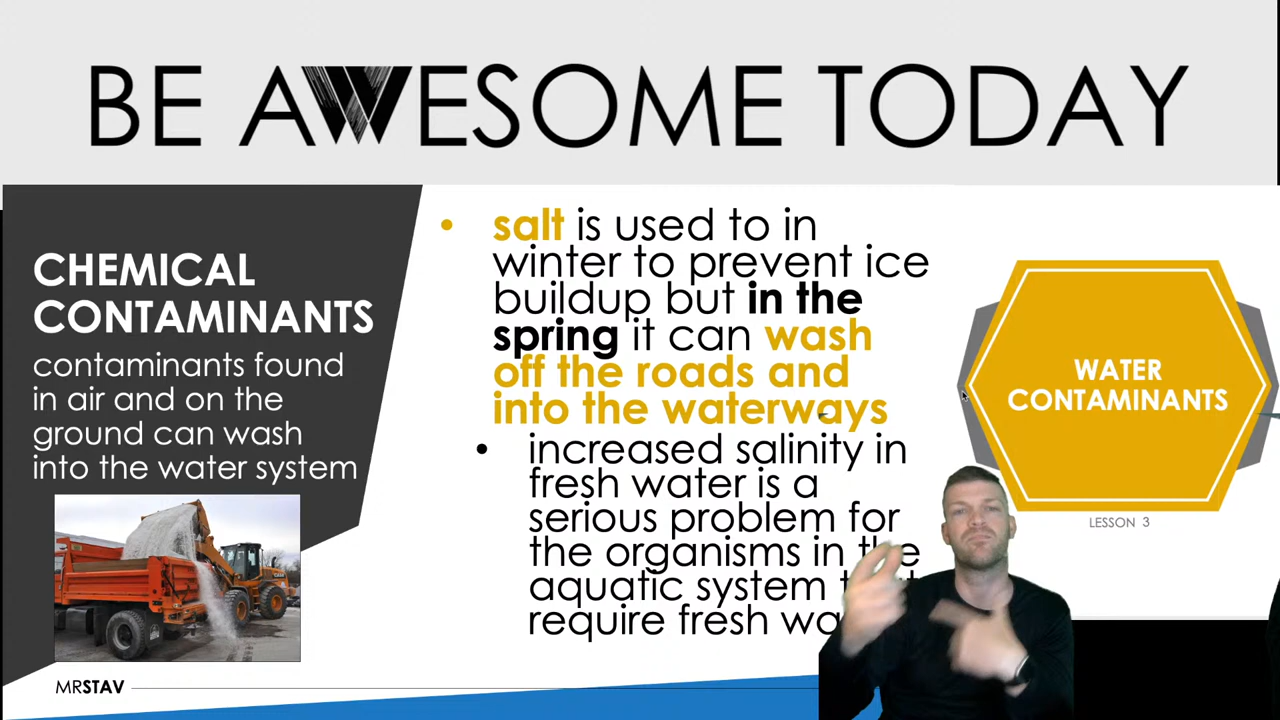 BE AWESOME TODAY
CHEMICAL
CONTAMINANTS
contaminants found
in air and on the
ground can wash
into the water system
• salt is used to in
winter to prevent ice
buildup but in the
spring it can wash
off the roads and
into the waterways
• increased salinity in
fresh water is a
serious problem for
the organisms in the
aquatic system
require fresh
WATER
CONTAMINANTS
LESSON 3
MRSTAV